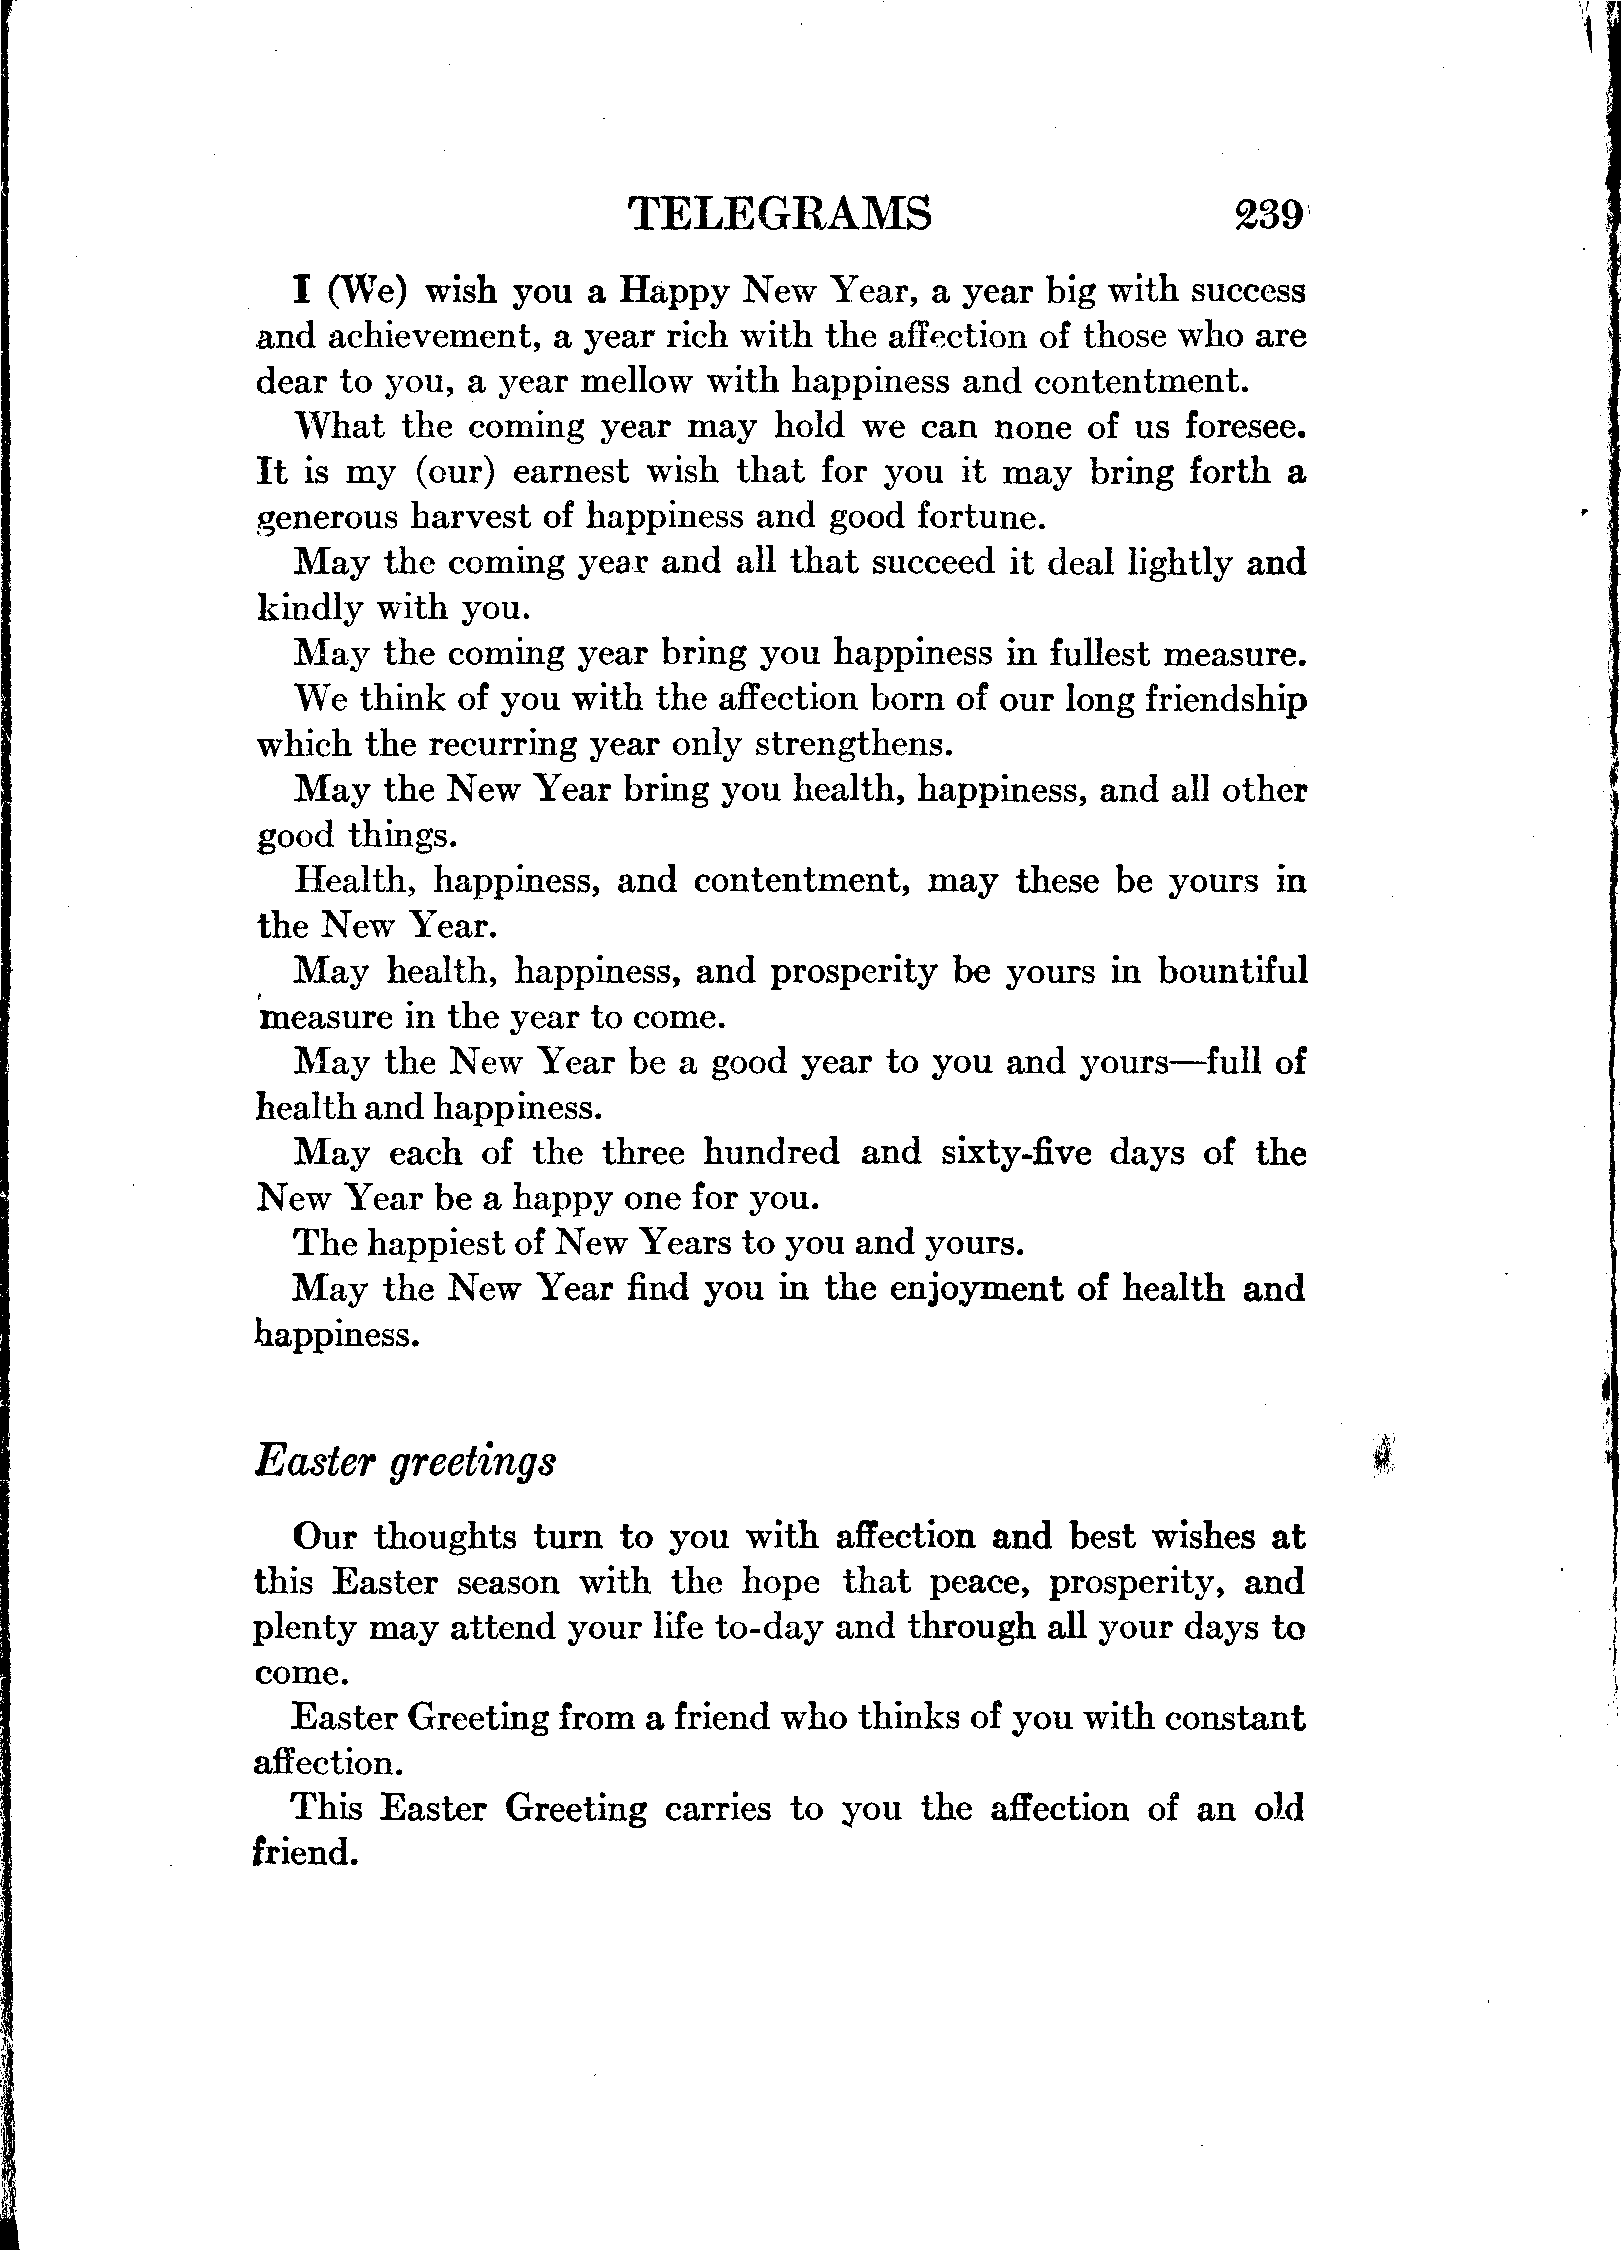 TELEGRAMS 239
I (We) wish you a Happy New Year, a year big with success
and achievement, a year rich with the affection of those who are
dear to you, a year mellow with happiness and contentment.
What the coming year may hold we can none of us foresee.
It is my (our) earnest wish that for you it may bring forth a
generous harvest of happiness and good fortune.
May the coming year and all that succeed it deal lightly and
kindly with you.
May the coming year bring you happiness in fullest measure.
We think of you with the affection born of our long friendship
which the recurring year only strengthens.
May the New Year bring you health, happiness, and all other
good things.
Health, happiness, and contentment, may these be yours in
the New Year.
May health, happiness, and prosperity be yours in bountiful
measure in the year to come.
May the New Year be a good year to you and yours—full of
health and happiness.
May each of the three hundred and sixty-five days of the
New Year be a happy one for you.
The happiest of New Years to you and yours.
May the New Year find you in the enjoyment of health and
happiness.
Easter greetings
Our thoughts turn to you with affection and best wishes at
this Easter season with the hope that peace, prosperity, and
plenty may attend your life to-day and through all your days to
come.
Easter Greeting from a friend who thinks of you with constant
affection.
This Easter Greeting carries to you the affection of an old
friend.